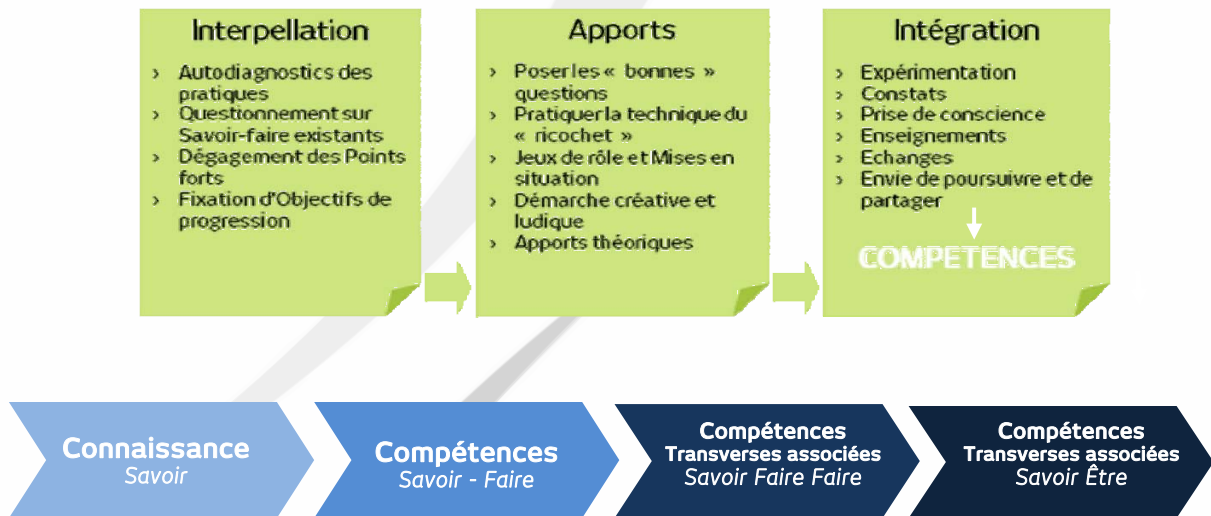 Interpellation
› Autodiagnostics des
pratiques
› Questionnement sur
Savoir-faire existants
› Dégagement des Points
forts
› Fixation d'Objectifs de
progression
Apports
› Poser les « bonnes »
questions
› Pratiquer la technique du
« ricochet »
› Jeux de rôle et Mises en
situation
› Démarche créative et
ludique
› Apports théoriques
Intégration
› Expérimentation
› Constats
› Prise de conscience
› Enseignements
› Echanges
› Envie de poursuivre et de
partager
COMPETENCES
Connaissance
Savoir
Compétences
Savoir - Faire
Compétences
Transverses associées
Savoir Faire Faire
Compétences
Transverses associées
Savoir Être